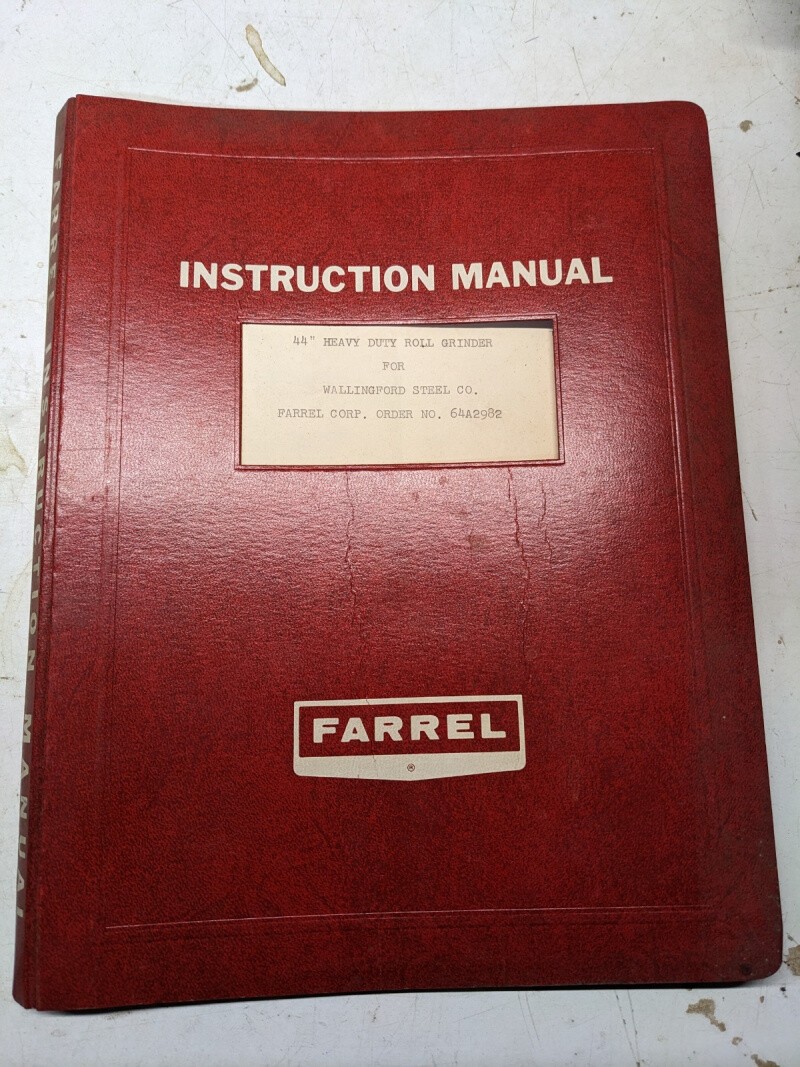 FARREL INSTRUCTION MANUAL
INSTRUCTION MANUAL
44" HEAVY DUTY ROLL GRINDER
FOR
WALLINGFORD STEEL CO.
FARREL CORP. ORDER NO. 64A2982
FARREL
®